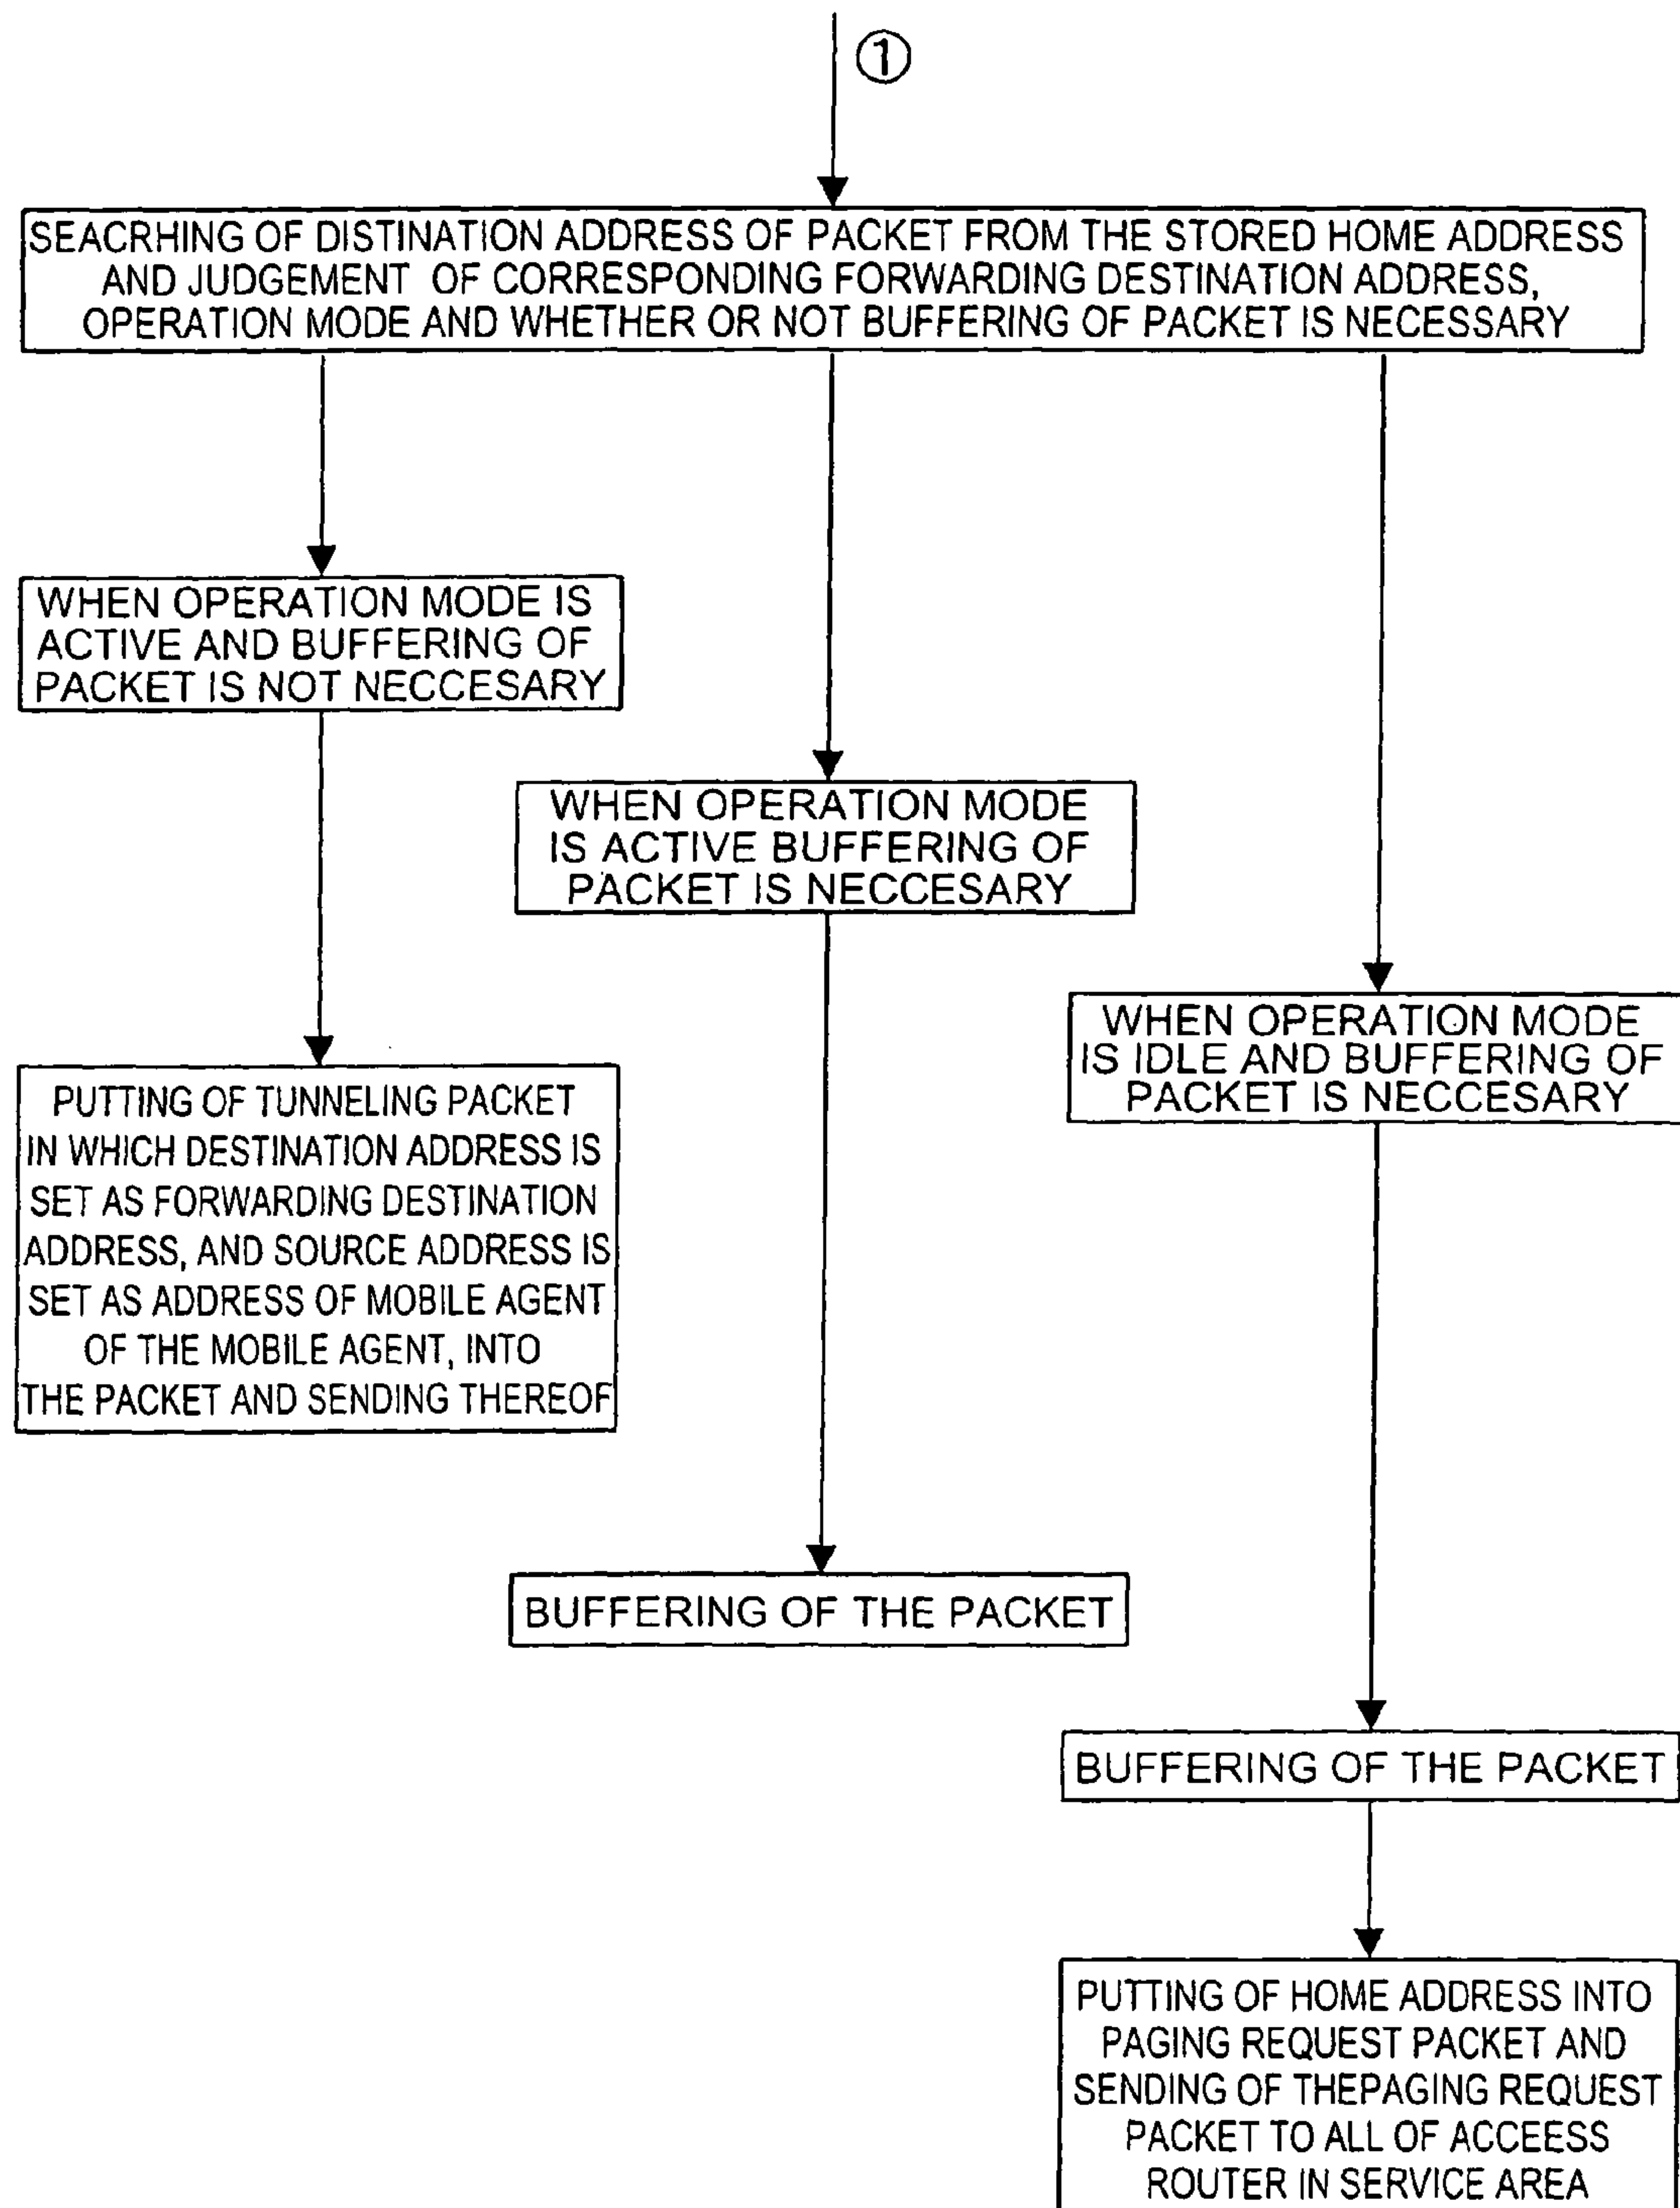 ①
SEACRHING OF DISTINATION ADDRESS OF PACKET FROM THE STORED HOME ADDRESS
AND JUDGEMENT OF CORRESPONDING FORWARDING DESTINATION ADDRESS,
OPERATION MODE AND WHETHER OR NOT BUFFERING OF PACKET IS NECESSARY
WHEN OPERATION MODE IS
ACTIVE AND BUFFERING OF
PACKET IS NOT NECCESARY
WHEN OPERATION MODE
IS ACTIVE BUFFERING OF
PACKET IS NECCESARY
WHEN OPERATION MODE
IS IDLE AND BUFFERING OF
PACKET IS NECCESARY
PUTTING OF TUNNELING PACKET
IN WHICH DESTINATION ADDRESS IS
SET AS FORWARDING DESTINATION
ADDRESS, AND SOURCE ADDRESS IS
SET AS ADDRESS OF MOBILE AGENT
OF THE MOBILE AGENT, INTO
THE PACKET AND SENDING THEREOF
BUFFERING OF THE PACKET
BUFFERING OF THE PACKET
PUTTING OF HOME ADDRESS INTO
PAGING REQUEST PACKET AND
SENDING OF THEPAGING REQUEST
PACKET TO ALL OF ACCEESS
ROUTER IN SERVICE AREA